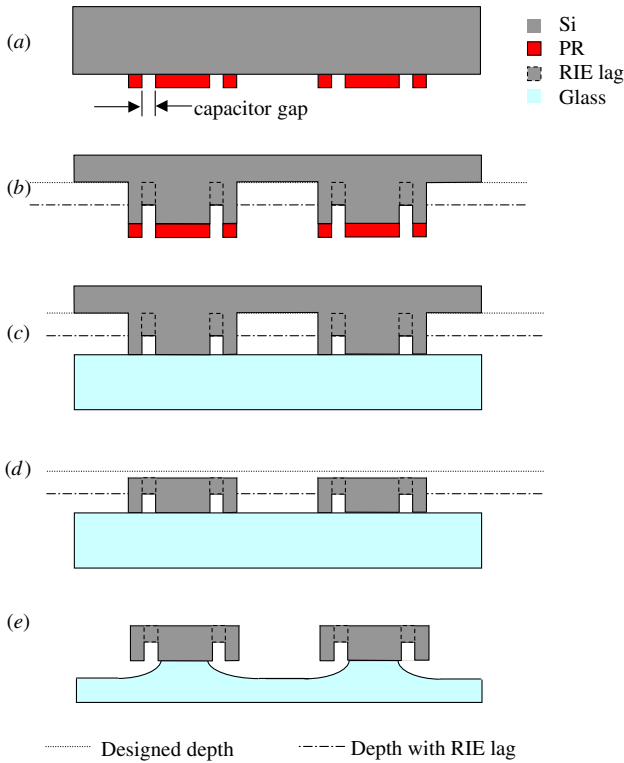 (a)
Si
PR
RIE lag
Glass
capacitor gap
(b)
(c)
(d)
(e)
Designed depth
Depth with RIE lag